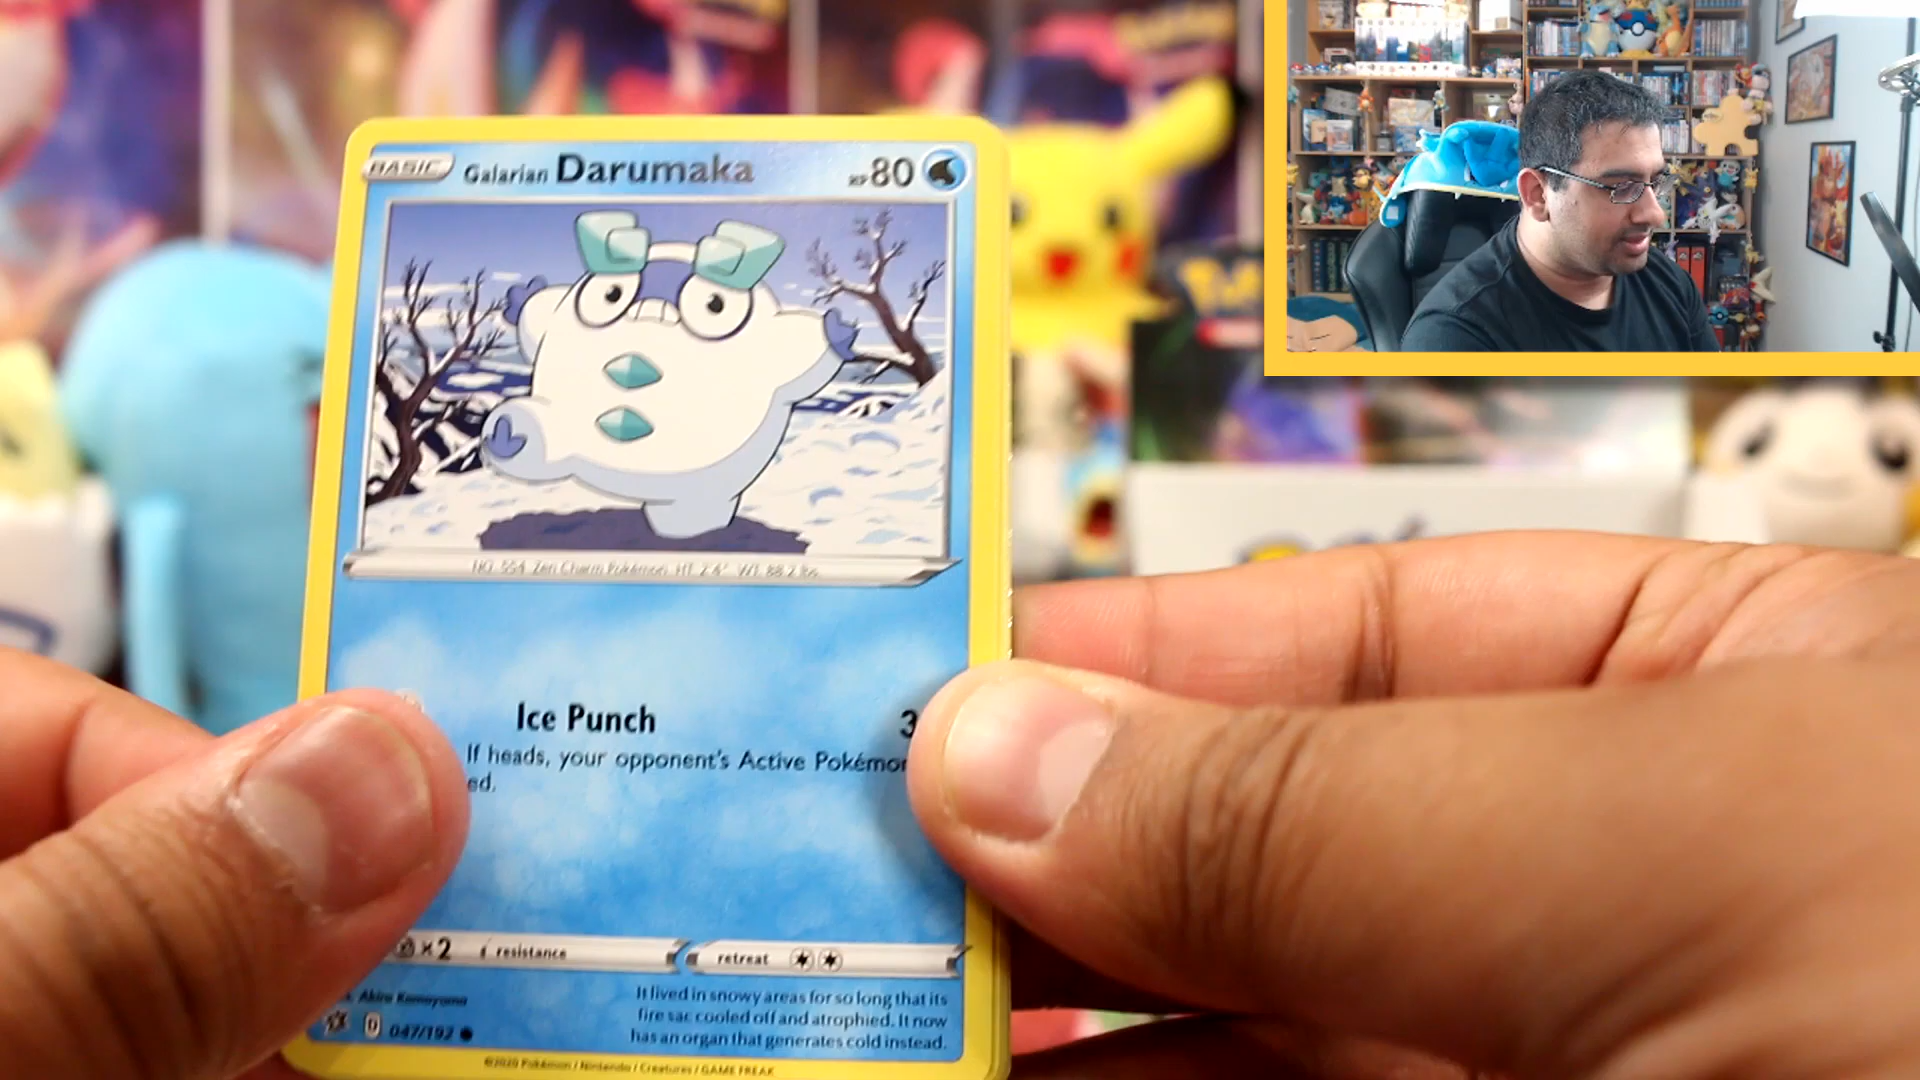 BASIC Galarian Darumaka HP80
NO. 554 Zen Charm Pokémon HT: 2'4" WT: 88.2 lbs
Ice Punch 3
If heads, your opponent's Active Pokémon
ed.
×2 resistance retreat
Akira Komayama
It lived in snowy areas for so long that its
fire sac cooled off and atrophied. It now
has an organ that generates cold instead.
D 047/192
©2020 Pokémon / Nintendo / Creatures / GAME FREAK